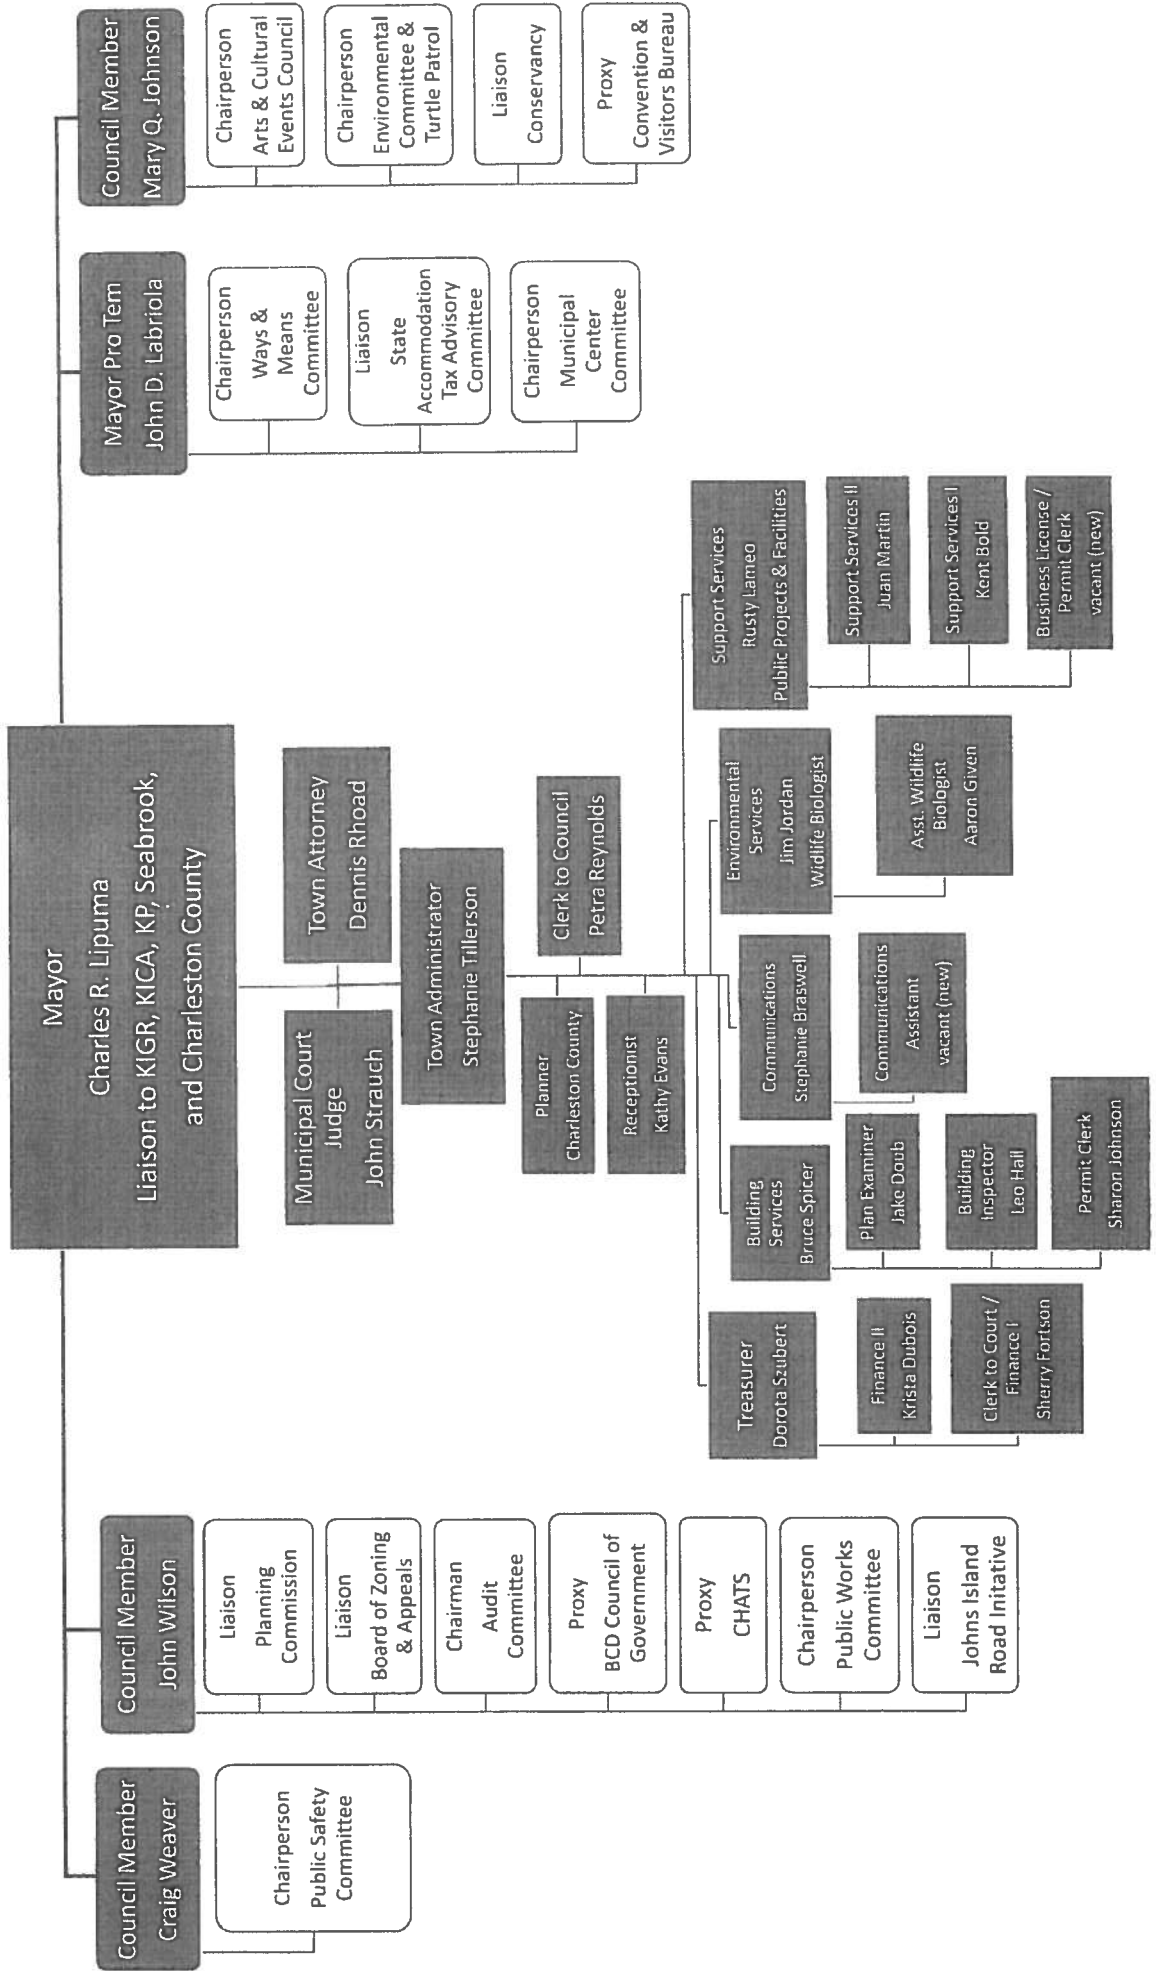 Mayor
Charles R. Lipuma
Liaison to KIGR, KICA, KP, Seabrook,
and Charleston County
Council Member
Craig Weaver
Chairperson
Public Safety
Committee
Council Member
John Wilson
Liaison
Planning
Commission
Liaison
Board of Zoning
& Appeals
Chairman
Audit
Committee
Proxy
BCD Council of
Government
Proxy
CHATS
Chairperson
Public Works
Committee
Liaison
Johns Island
Road Initative
Municipal Court
Judge
John Strauch
Town Attorney
Dennis Rhoad
Town Administrator
Stephanie Tillerson
Clerk to Council
Petra Reynolds
Planner
Charleston County
Receptionist
Kathy Evans
Treasurer
Dorota Szubert
Finance II
Krista Dubois
Clerk to Court /
Finance I
Sherry Fortson
Building
Services
Bruce Spicer
Plan Examiner
Jake Doub
Building
Inspector
Leo Hall
Permit Clerk
Sharon Johnson
Communications
Stephanie Braswell
Communications
Assistant
vacant (new)
Environmental
Services
Jim Jordan
Widlife Biologist
Asst. Wildlife
Biologist
Aaron Given
Support Services
Rusty Lameo
Public Projects & Facilities
Support Services II
Juan Martin
Support Services I
Kent Bold
Business License /
Permit Clerk
vacant (new)
Mayor Pro Tem
John D. Labriola
Chairperson
Ways &
Means
Committee
Liaison
State
Accommodation
Tax Advisory
Committee
Chairperson
Municipal
Center
Committee
Council Member
Mary Q. Johnson
Chairperson
Arts & Cultural
Events Council
Chairperson
Environmental
Committee &
Turtle Patrol
Liaison
Conservancy
Proxy
Convention &
Visitors Bureau